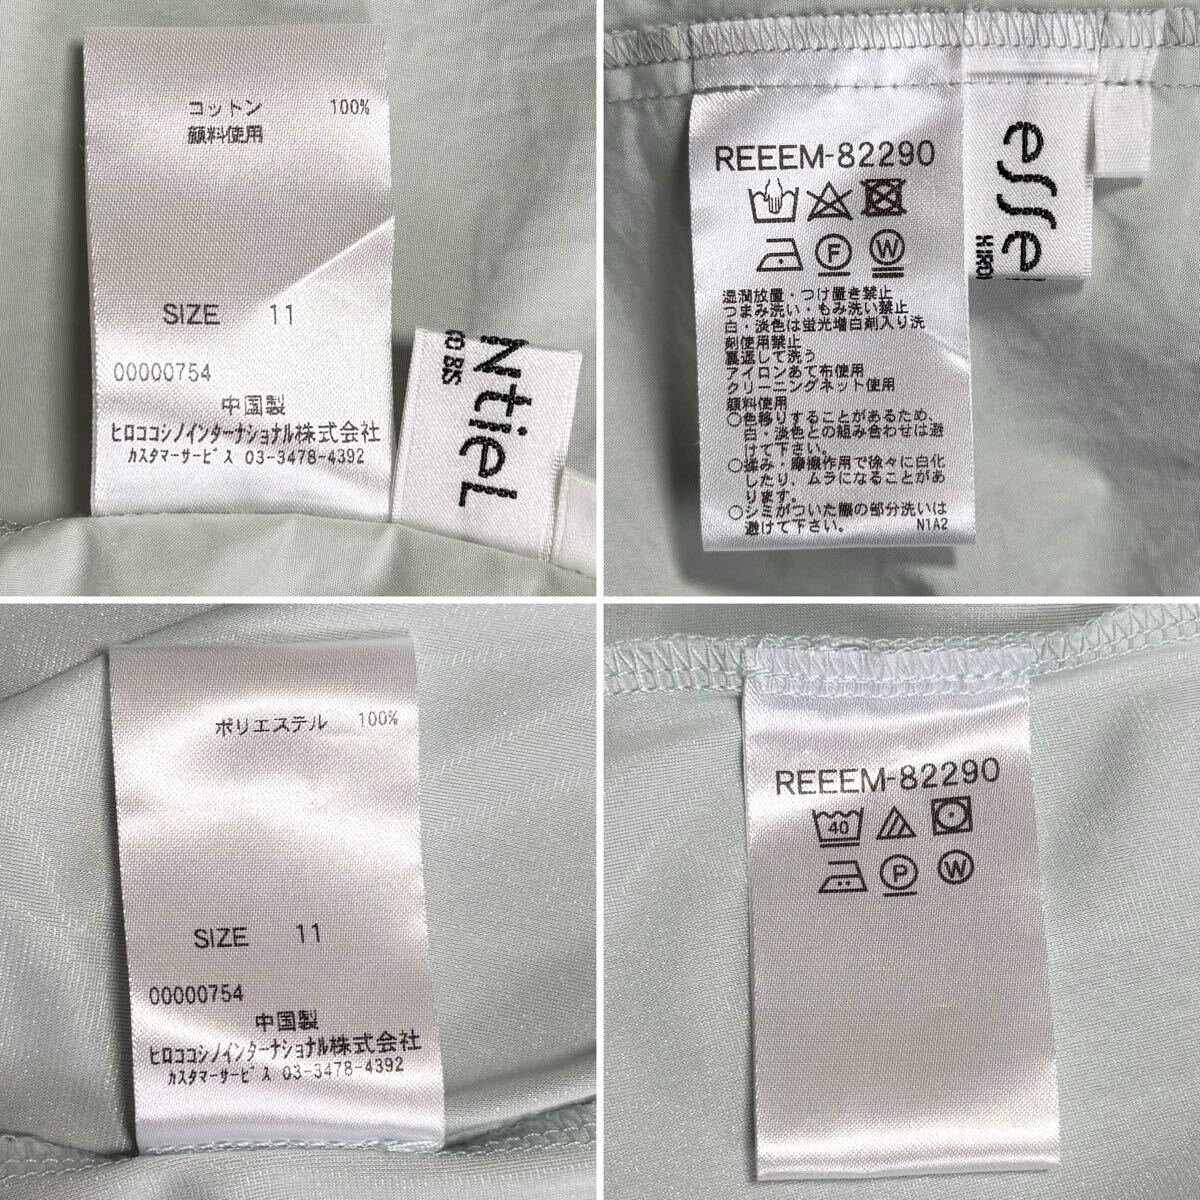 コットン 100%
顔料使用
SIZE 11
00000754
中国製
ヒロココシノインターナショナル株式会社
カスタマーサービス 03-3478-4392
NtieL
CO BIS
REEEM-82290
F W
湿潤放置・つけ置き禁止
つまみ洗い・もみ洗い禁止
白・淡色は蛍光増白剤入り洗
剤使用禁止
裏返して洗う
アイロンあて布使用
クリーニングネット使用
顔料使用
○色移りすることがあるため、
白・淡色との組み合わせは避
けて下さい。
○揉み・摩擦作用で徐々に白化
したり、ムラになることがあ
ります。
○シミがついた際の部分洗いは
避けて下さい。 N1A2
esse
HIRO
ポリエステル 100%
SIZE 11
00000754
中国製
ヒロココシノインターナショナル株式会社
カスタマーサービス 03-3478-4392
REEEM-82290
40
P W